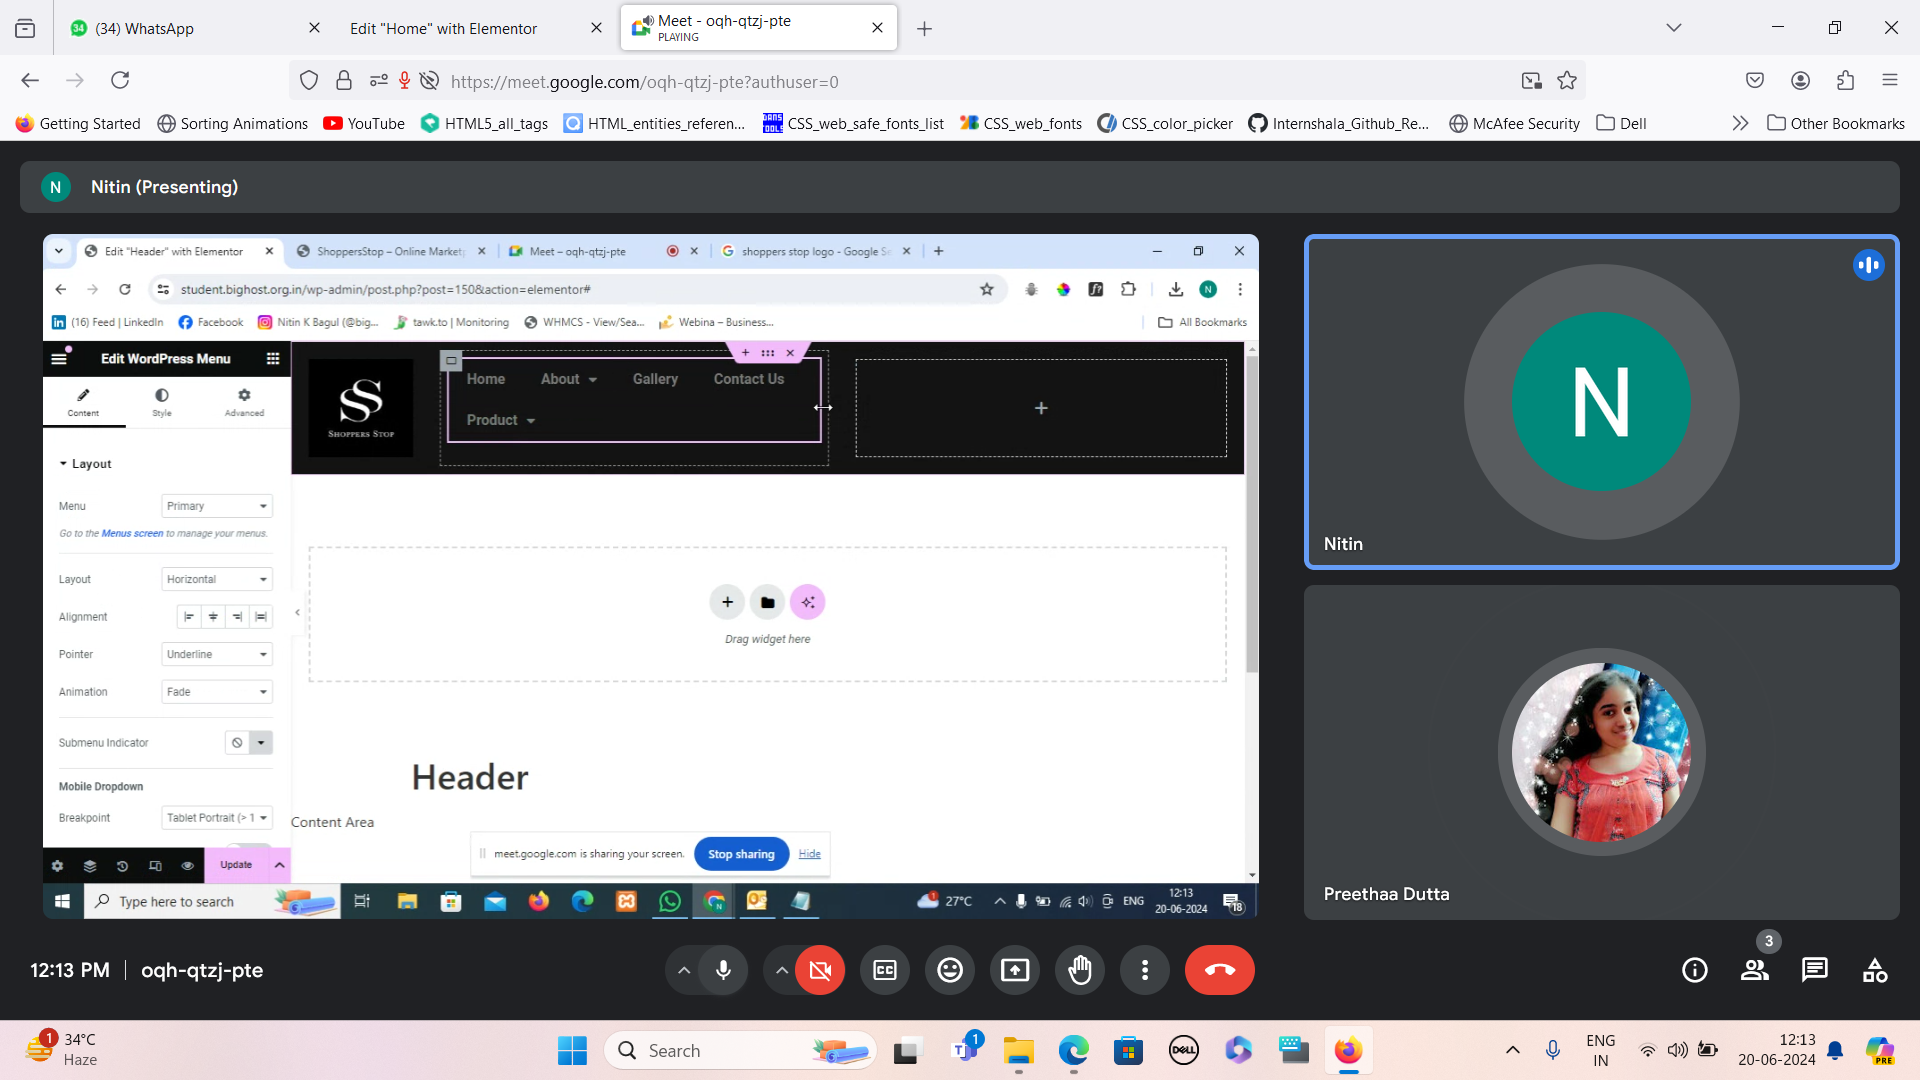 34 (34) WhatsApp
Edit "Home" with Elementor
Meet - oqh-qtzj-pte
PLAYING
https://meet.google.com/oqh-qtzj-pte?authuser=0
Getting Started
Sorting Animations
YouTube
HTML5_all_tags
HTML_entities_referen...
CSS_web_safe_fonts_list
CSS_web_fonts
CSS_color_picker
Internshala_Github_Re...
McAfee Security
Dell
Other Bookmarks
N Nitin (Presenting)
Edit "Header" with Elementor
ShoppersStop – Online Market
Meet – oqh-qtzj-pte
shoppers stop logo - Google Se
student.bighost.org.in/wp-admin/post.php?post=150&action=elementor#
N
(16) Feed | LinkedIn
Facebook
Nitin K Bagul (@big...
tawk.to | Monitoring
WHMCS - View/Sea...
Webina – Business...
All Bookmarks
Edit WordPress Menu
Content
Style
Advanced
Layout
Menu Primary
Go to the Menus screen to manage your menus.
Layout Horizontal
Alignment
Pointer Underline
Animation Fade
Submenu Indicator
Mobile Dropdown
Breakpoint Tablet Portrait (> 1
Update
SS
SHOPPERS STOP
Home
About
Gallery
Contact Us
Product
Drag widget here
Header
Content Area
meet.google.com is sharing your screen.
Stop sharing
Hide
Type here to search
27°C
ENG
12:13
20-06-2024
18
N
Nitin
Preethaa Dutta
12:13 PM
oqh-qtzj-pte
3
1
34°C
Haze
Search
1
DELL
ENG
IN
12:13
20-06-2024
PRE